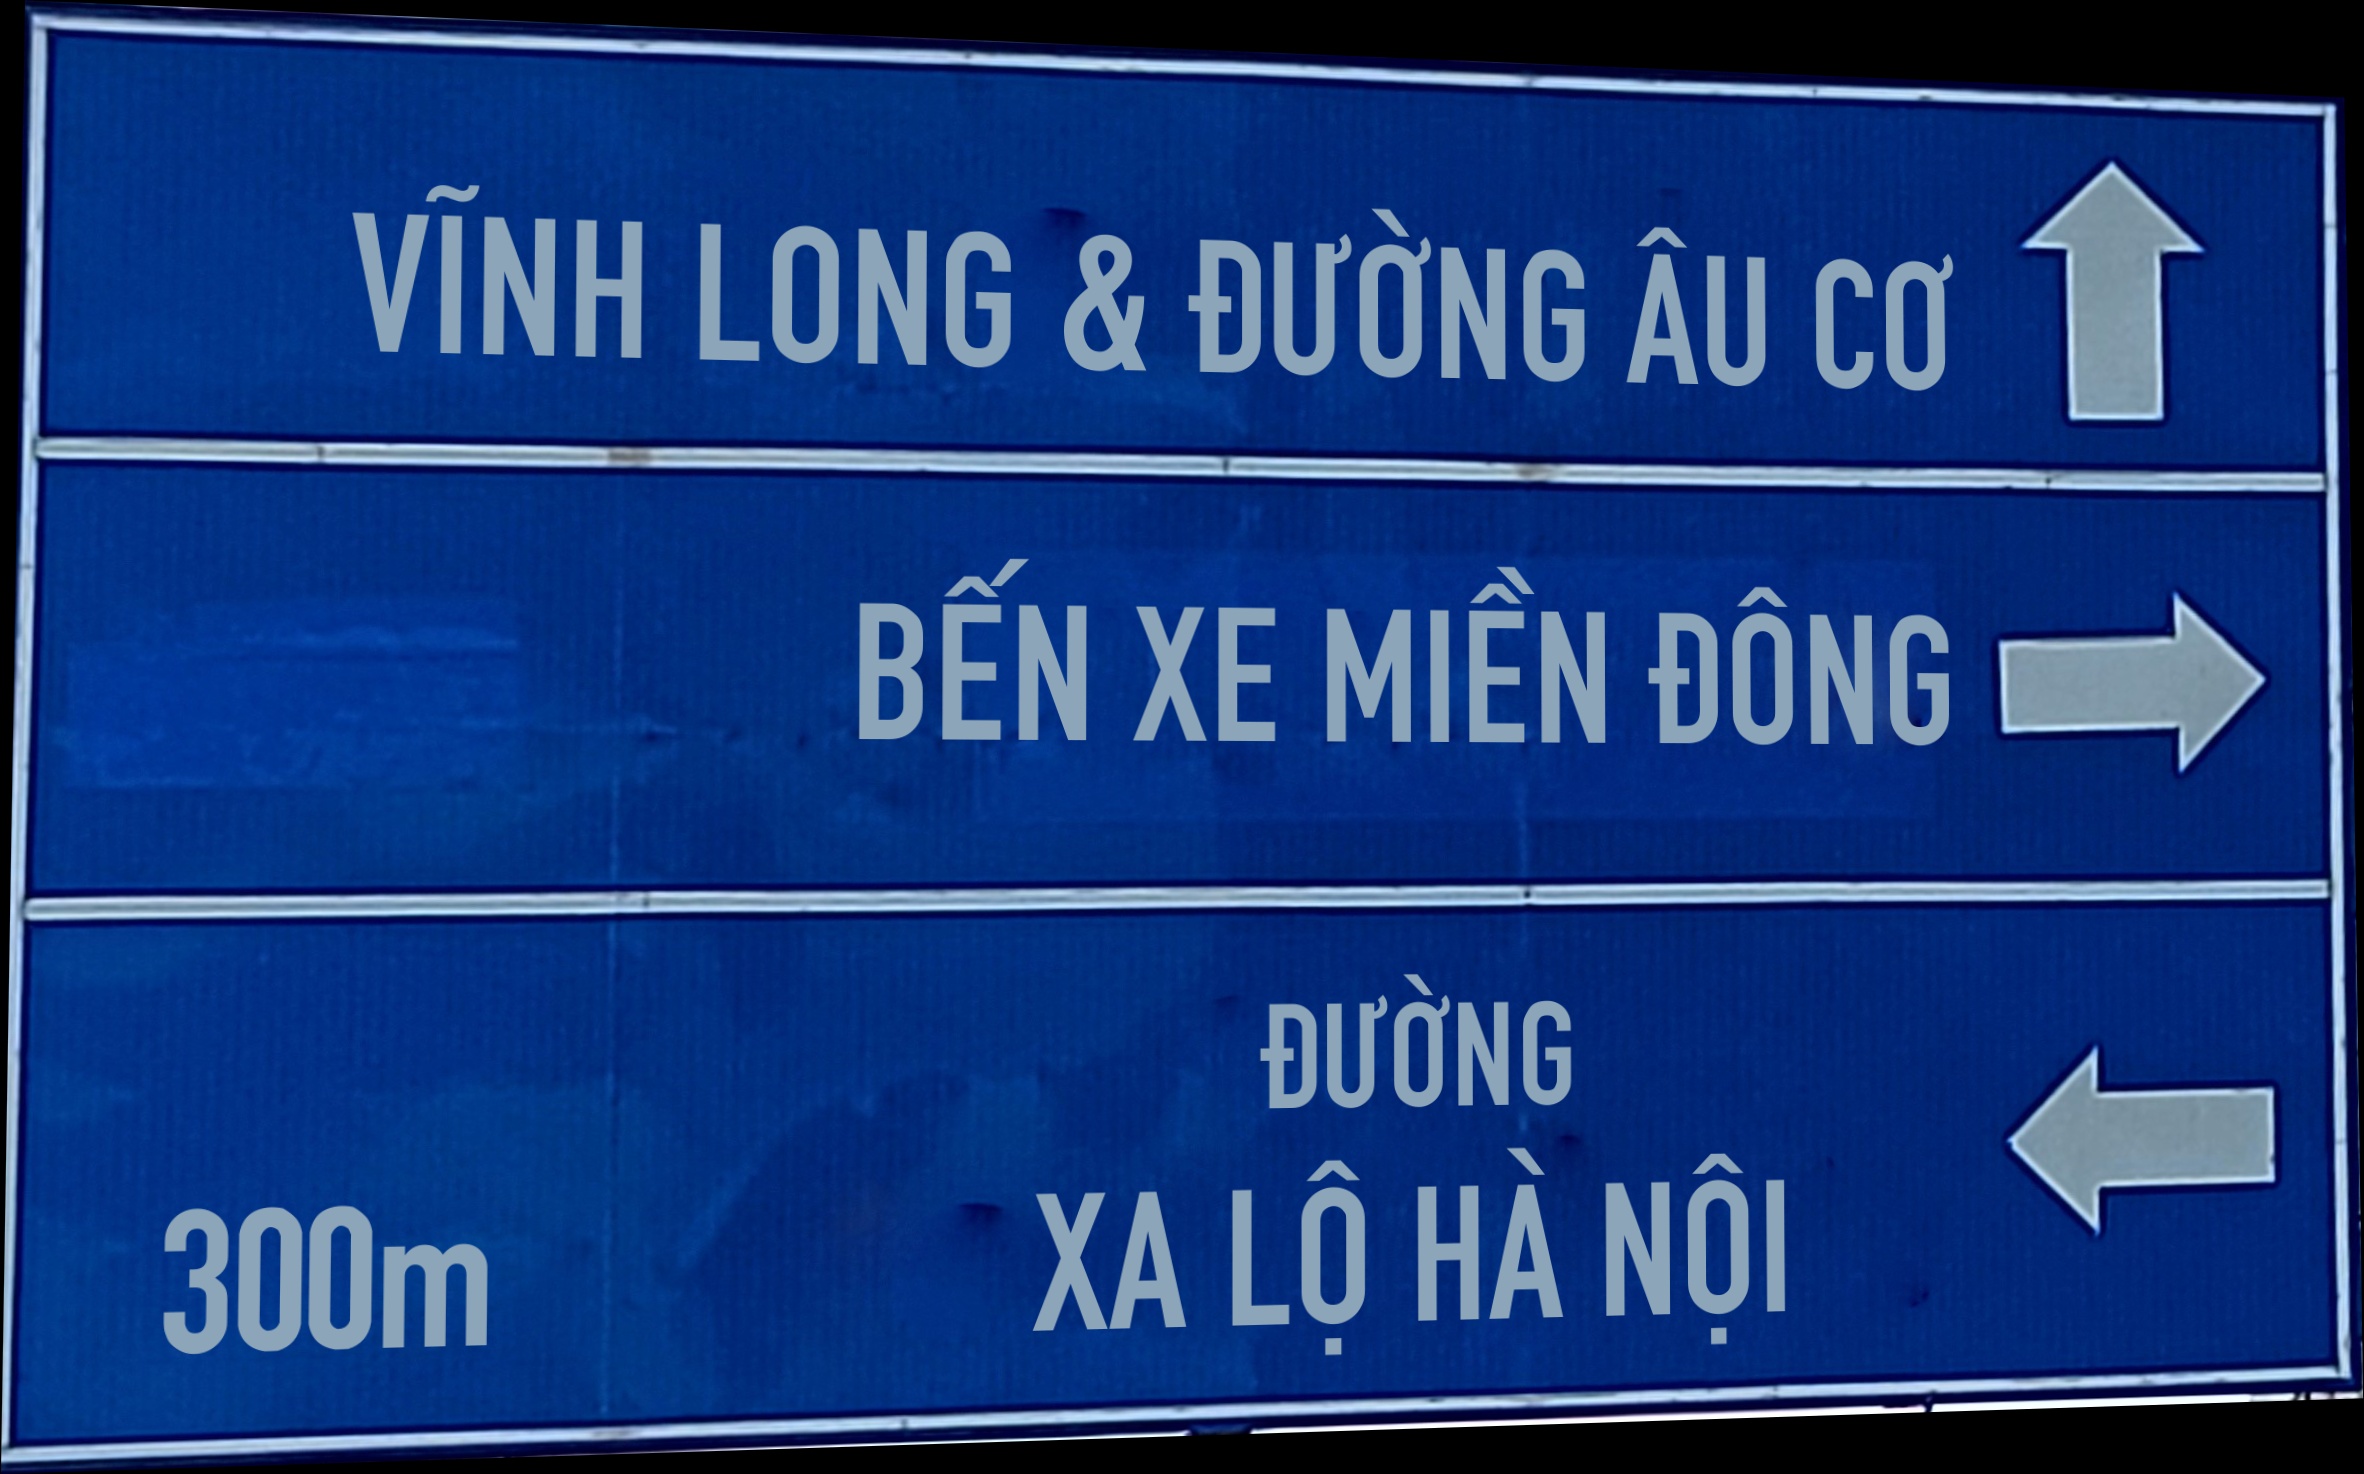 VĨNH LONG & ĐƯỜNG ÂU CƠ
BẾN XE MIỀN ĐÔNG
ĐƯỜNG
XA LỘ HÀ NỘI
300m